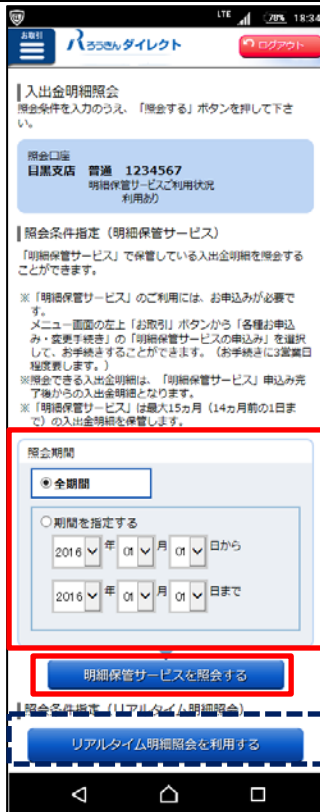 LTE 70% 18:34
お取引
ろうきんダイレクト
ログアウト
入出金明細照会
照会条件を入力のうえ、「照会する」ボタンを押して下さ
い。
照会口座
目黒支店 普通 1234567
明細保管サービスご利用状況
利用あり
照会条件指定（明細保管サービス）
「明細保管サービス」で保管している入出金明細を照会する
ことができます。
※「明細保管サービス」のご利用には、お申込みが必要で
す。
メニュー画面の左上「お取引」ボタンから「各種お申込
み・変更手続き」の「明細保管サービスの申込み」を選択
して、お手続きすることができます。（お手続きに3営業日
程度要します。）
※照会できる入出金明細は、「明細保管サービス」申込み完
了後からの入出金明細となります。
※「明細保管サービス」は最大15ヵ月（14ヵ月前の1日ま
で）の入出金明細を保管します。
照会期間
全期間
期間を指定する
2016 年 01 月 01 日から
2016 年 01 月 01 日まで
明細保管サービスを照会する
照会条件指定（リアルタイム明細照会）
リアルタイム明細照会を利用する